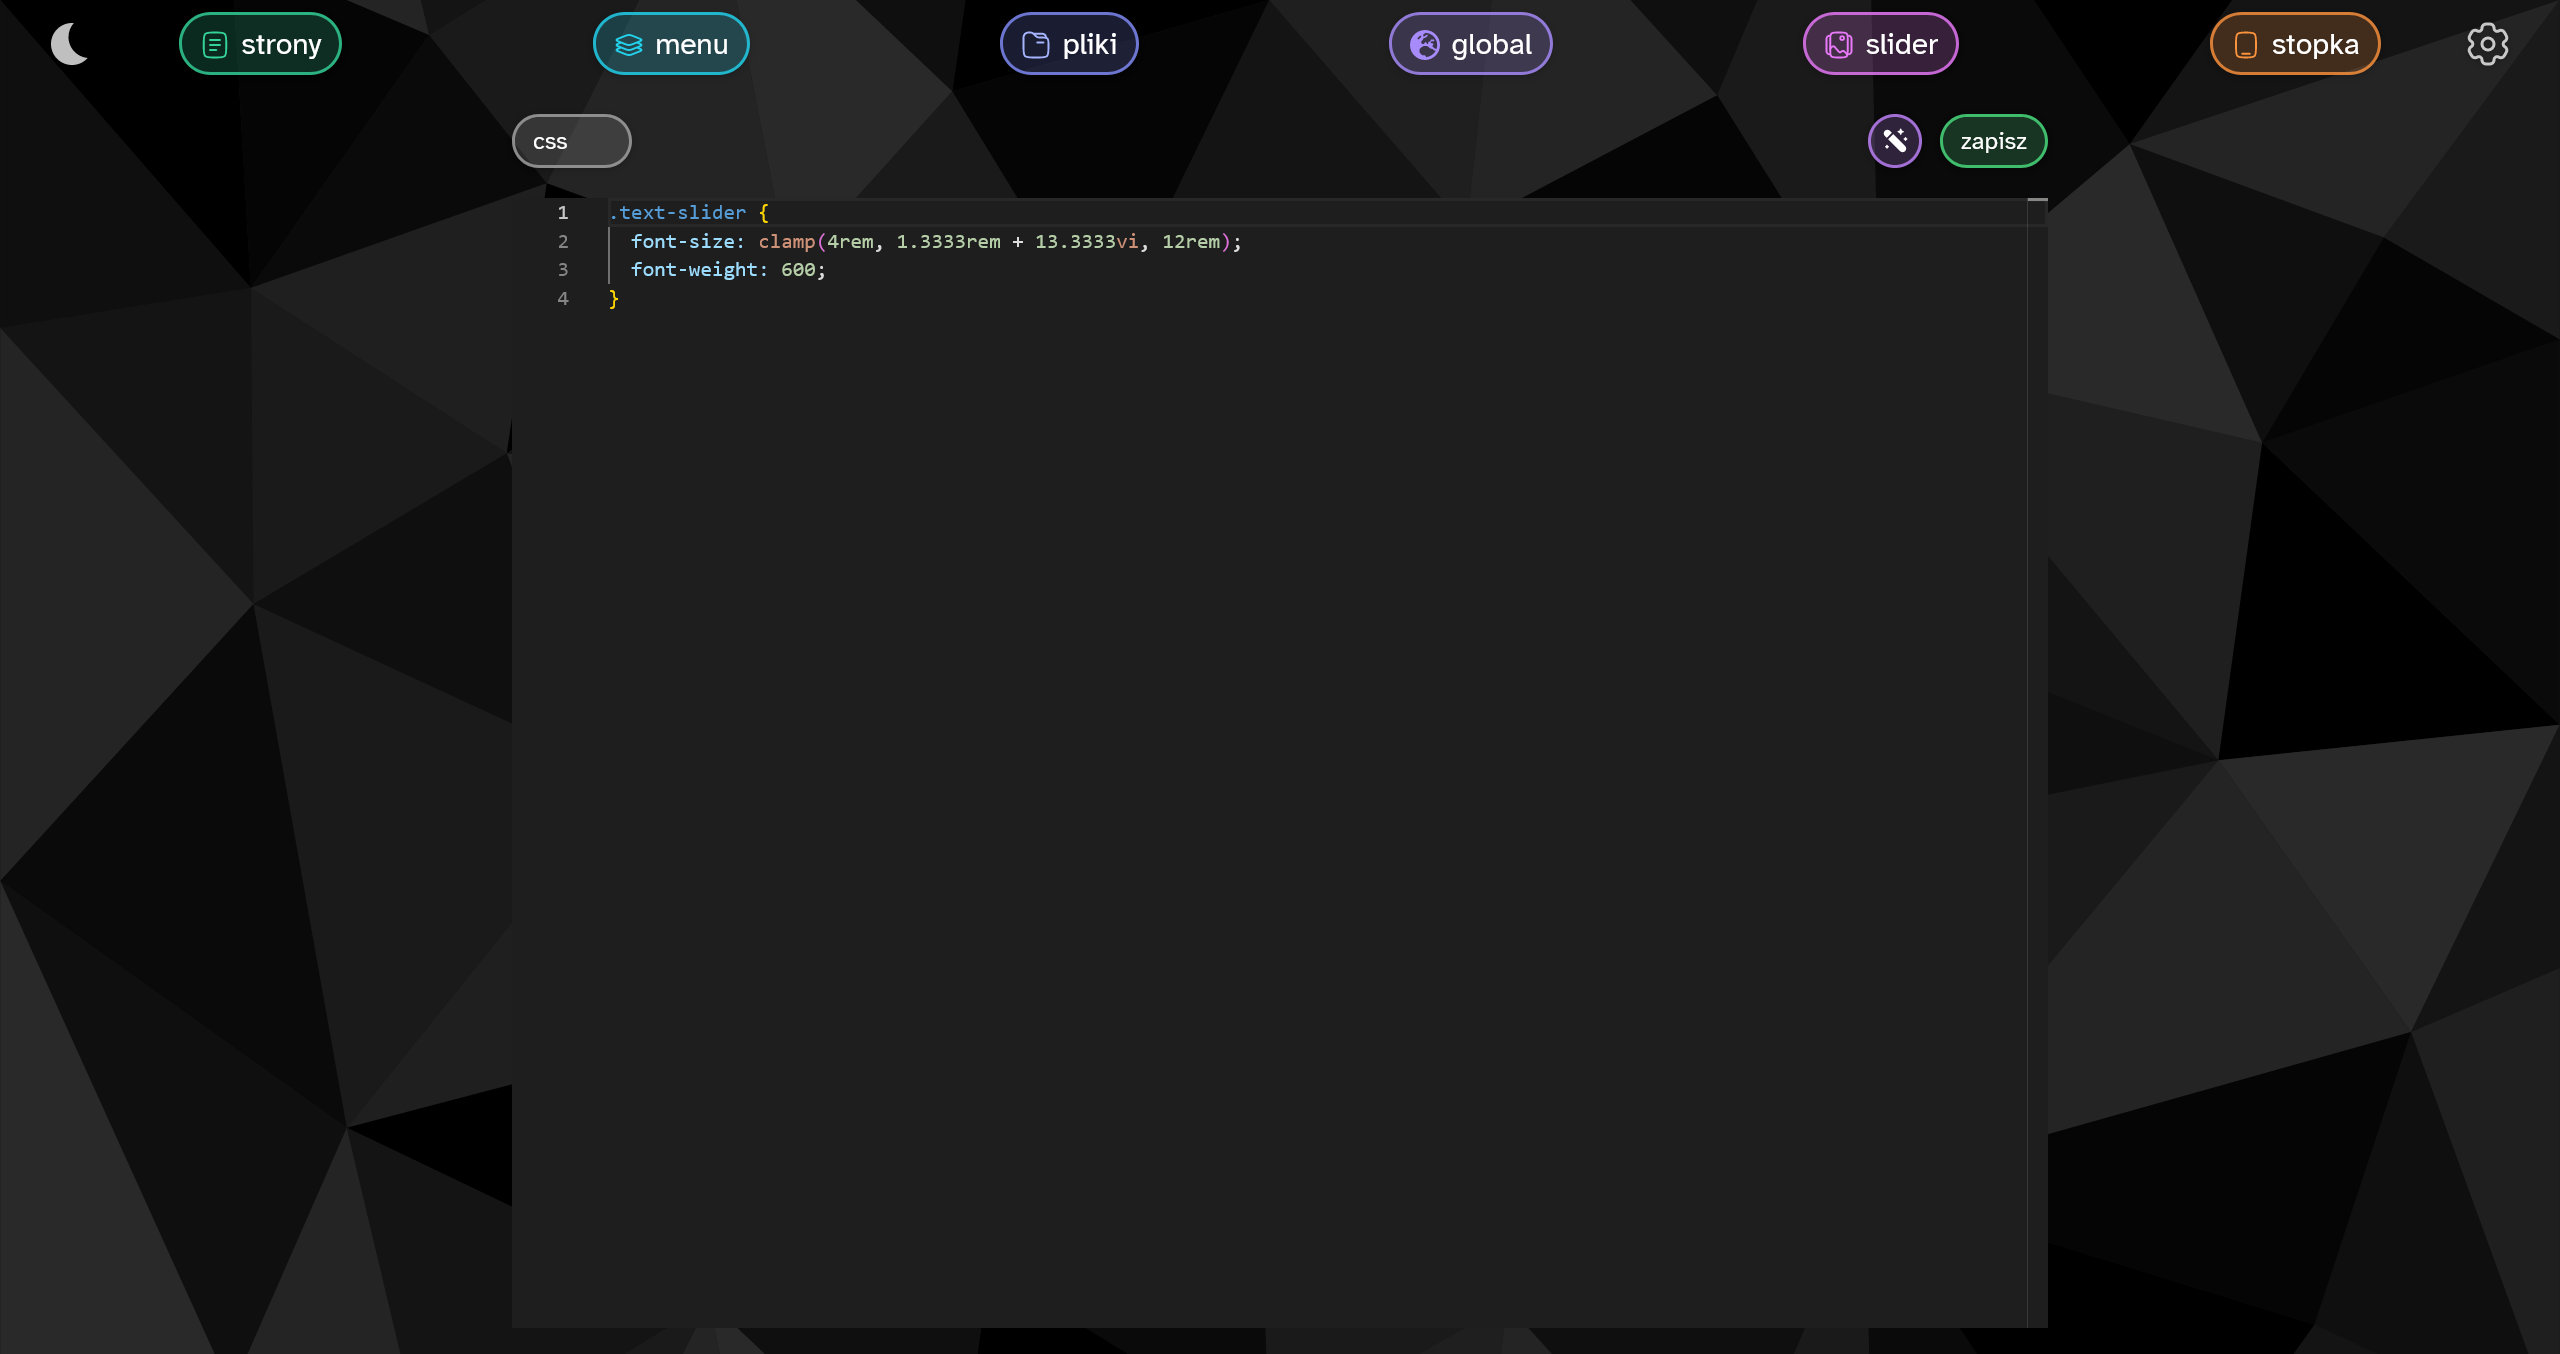 strony menu pliki global slider stopka
css zapisz
1 .text-slider {
2 font-size: clamp(4rem, 1.3333rem + 13.3333vi, 12rem);
3 font-weight: 600;
4 }